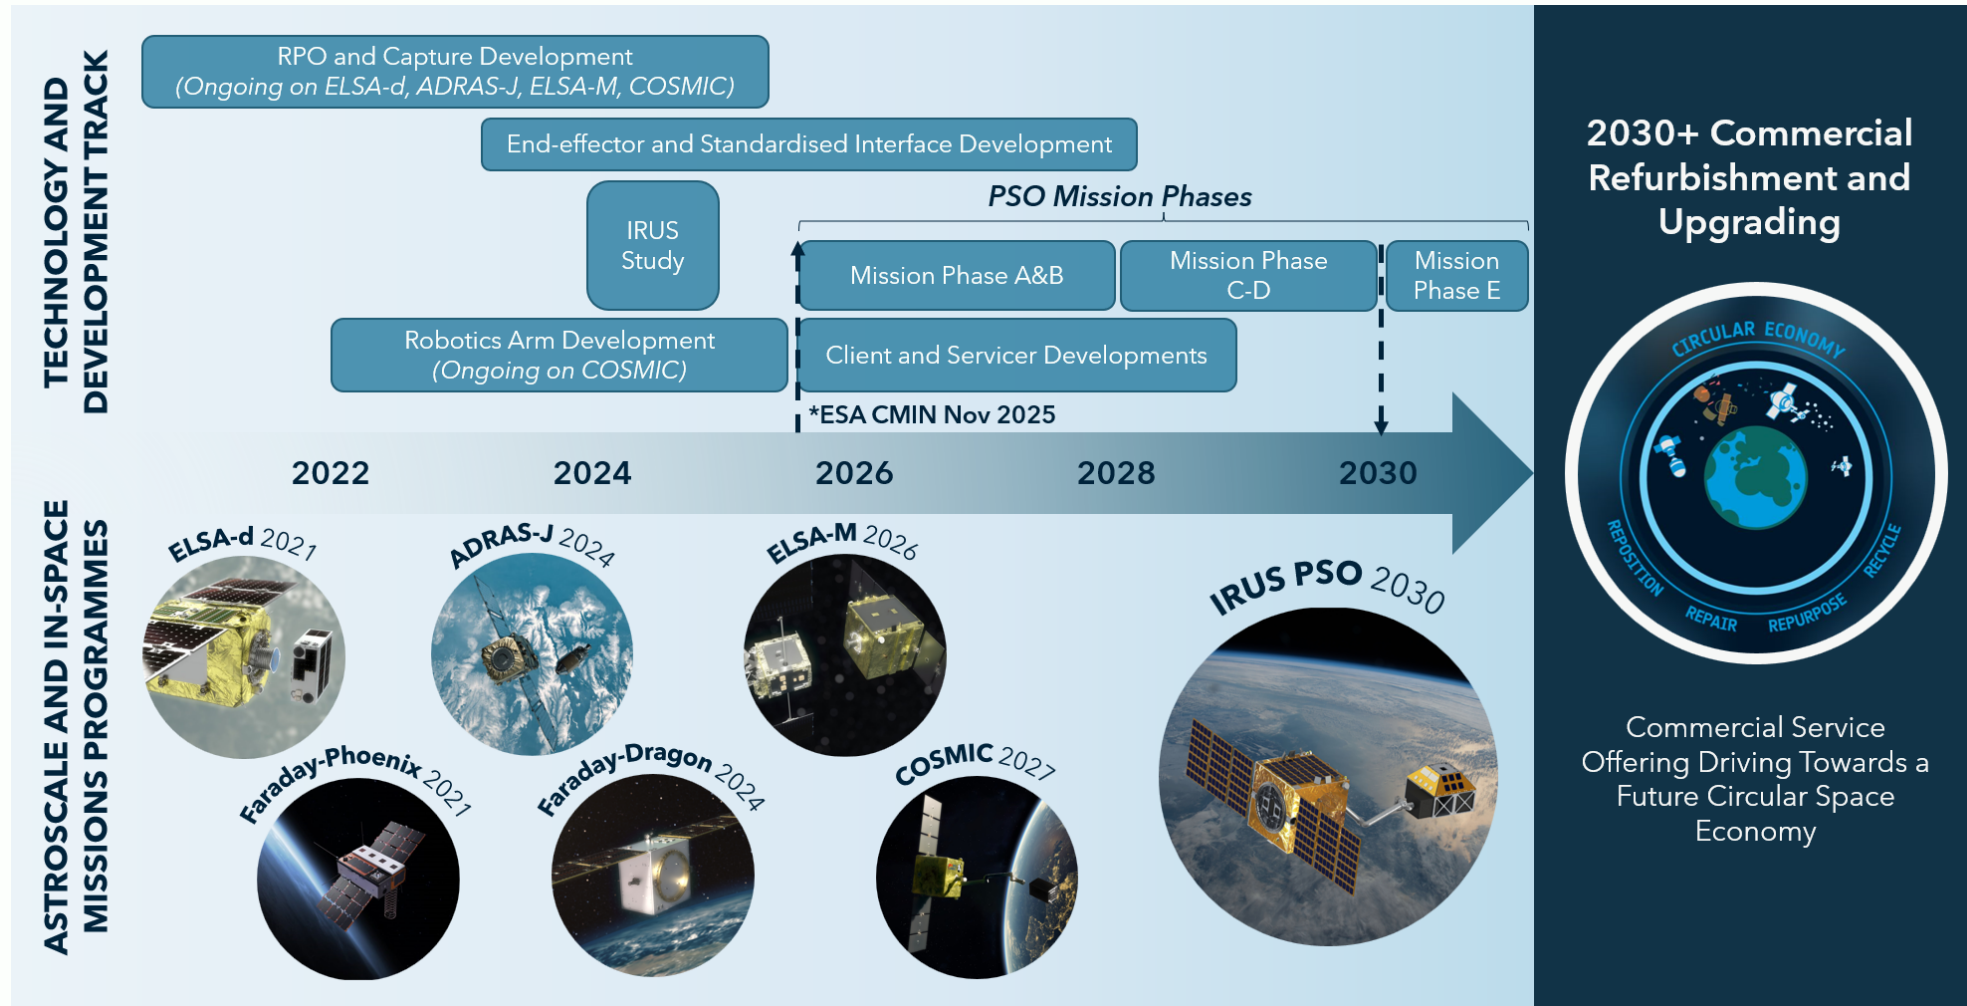 TECHNOLOGY AND
DEVELOPMENT TRACK
RPO and Capture Development
(Ongoing on ELSA-d, ADRAS-J, ELSA-M, COSMIC)
End-effector and Standardised Interface Development
IRUS
Study
PSO Mission Phases
Mission Phase A&B
Mission Phase
C-D
Mission
Phase E
Robotics Arm Development
(Ongoing on COSMIC)
Client and Servicer Developments
*ESA CMIN Nov 2025
2022
2024
2026
2028
2030
ASTROSCALE AND IN-SPACE
MISSIONS PROGRAMMES
ELSA-d 2021
ADRAS-J 2024
ELSA-M 2026
IRUS PSO 2030
Faraday-Phoenix 2021
Faraday-Dragon 2024
COSMIC 2027
2030+ Commercial
Refurbishment and
Upgrading
CIRCULAR ECONOMY
REPOSITION
REPAIR
REPURPOSE
RECYCLE
Commercial Service
Offering Driving Towards a
Future Circular Space
Economy